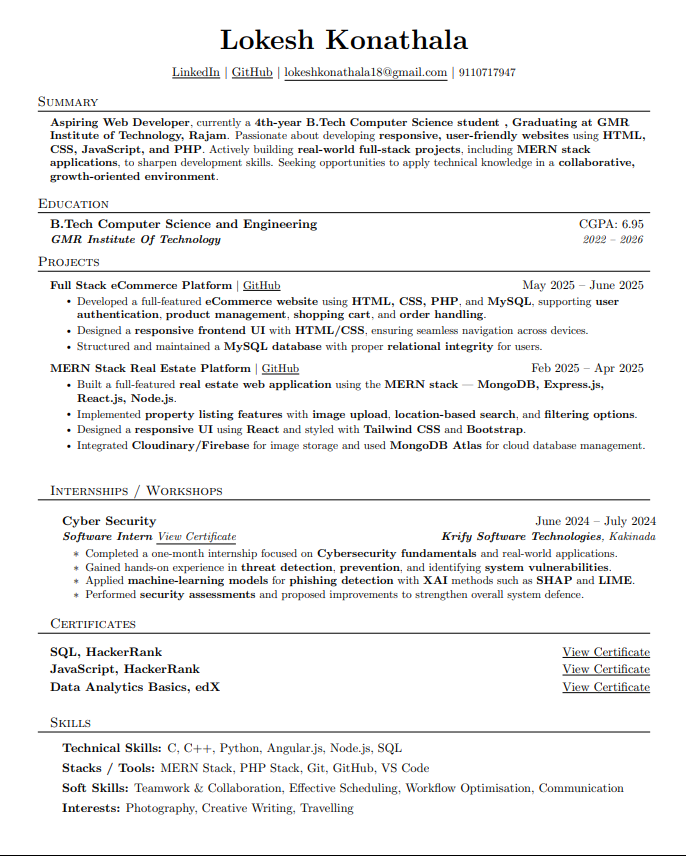 Lokesh Konathala
LinkedIn | GitHub | lokeshkonathala18@gmail.com | 9110717947
Summary
Aspiring Web Developer, currently a 4th-year B.Tech Computer Science student , Graduating at GMR
Institute of Technology, Rajam. Passionate about developing responsive, user-friendly websites using HTML,
CSS, JavaScript, and PHP. Actively building real-world full-stack projects, including MERN stack
applications, to sharpen development skills. Seeking opportunities to apply technical knowledge in a collaborative,
growth-oriented environment.
Education
B.Tech Computer Science and Engineering CGPA: 6.95
GMR Institute Of Technology 2022 – 2026
Projects
Full Stack eCommerce Platform | GitHub May 2025 – June 2025
• Developed a full-featured eCommerce website using HTML, CSS, PHP, and MySQL, supporting user
authentication, product management, shopping cart, and order handling.
• Designed a responsive frontend UI with HTML/CSS, ensuring seamless navigation across devices.
• Structured and maintained a MySQL database with proper relational integrity for users.
MERN Stack Real Estate Platform | GitHub Feb 2025 – Apr 2025
• Built a full-featured real estate web application using the MERN stack — MongoDB, Express.js,
React.js, Node.js.
• Implemented property listing features with image upload, location-based search, and filtering options.
• Designed a responsive UI using React and styled with Tailwind CSS and Bootstrap.
• Integrated Cloudinary/Firebase for image storage and used MongoDB Atlas for cloud database management.
Internships / Workshops
Cyber Security June 2024 – July 2024
Software Intern View Certificate Krify Software Technologies, Kakinada
∗ Completed a one-month internship focused on Cybersecurity fundamentals and real-world applications.
∗ Gained hands-on experience in threat detection, prevention, and identifying system vulnerabilities.
∗ Applied machine-learning models for phishing detection with XAI methods such as SHAP and LIME.
∗ Performed security assessments and proposed improvements to strengthen overall system defence.
Certificates
SQL, HackerRank View Certificate
JavaScript, HackerRank View Certificate
Data Analytics Basics, edX View Certificate
Skills
Technical Skills: C, C++, Python, Angular.js, Node.js, SQL
Stacks / Tools: MERN Stack, PHP Stack, Git, GitHub, VS Code
Soft Skills: Teamwork & Collaboration, Effective Scheduling, Workflow Optimisation, Communication
Interests: Photography, Creative Writing, Travelling